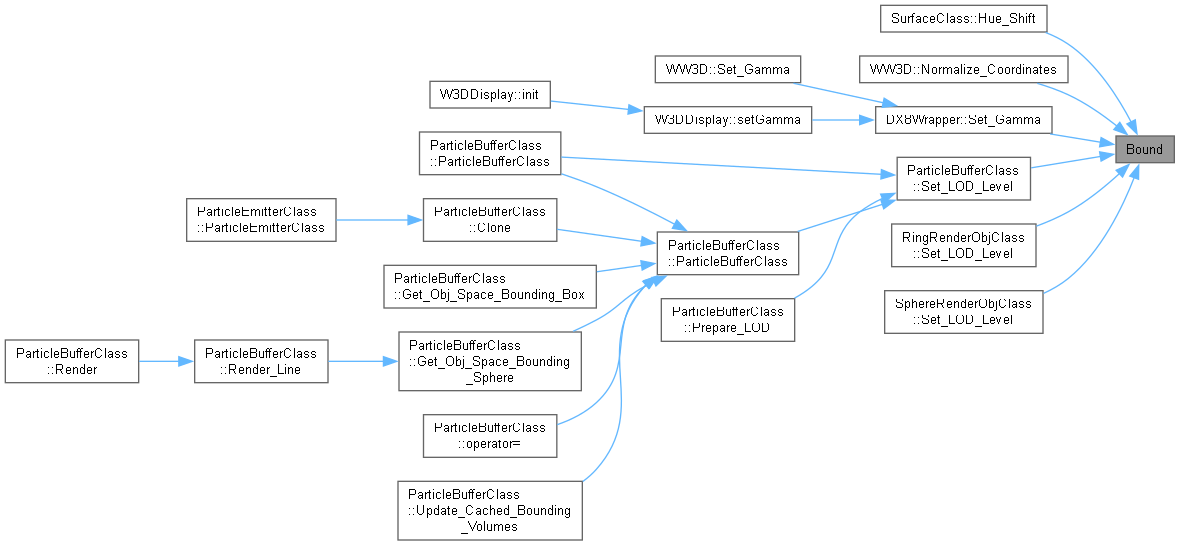 SurfaceClass::Hue_Shift
WW3D::Set_Gamma
WW3D::Normalize_Coordinates
W3DDisplay::init
W3DDisplay::setGamma
DX8Wrapper::Set_Gamma
ParticleBufferClass
::ParticleBufferClass
Bound
ParticleBufferClass
::Set_LOD_Level
ParticleEmitterClass
::ParticleEmitterClass
ParticleBufferClass
::Clone
ParticleBufferClass
::ParticleBufferClass
RingRenderObjClass
::Set_LOD_Level
ParticleBufferClass
::Get_Obj_Space_Bounding_Box
ParticleBufferClass
::Prepare_LOD
SphereRenderObjClass
::Set_LOD_Level
ParticleBufferClass
::Render
ParticleBufferClass
::Render_Line
ParticleBufferClass
::Get_Obj_Space_Bounding
_Sphere
ParticleBufferClass
::operator=
ParticleBufferClass
::Update_Cached_Bounding
_Volumes